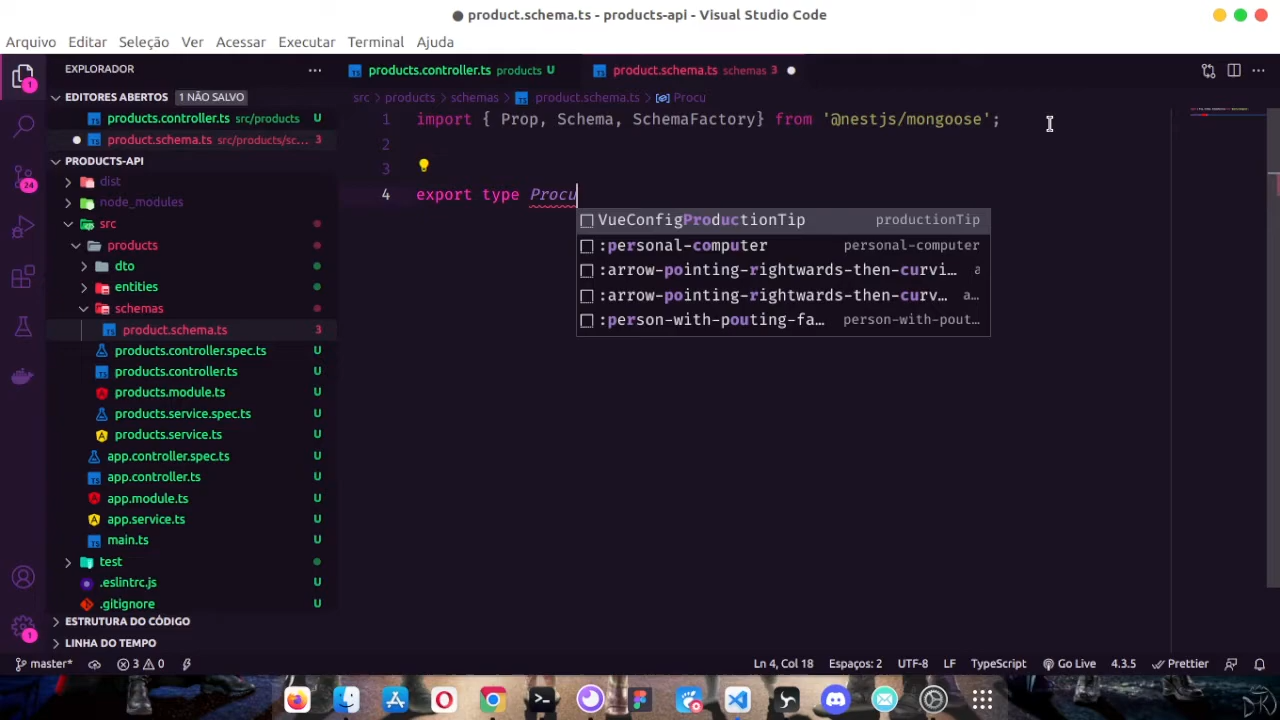 ● product.schema.ts - products-api - Visual Studio Code
Arquivo Editar Seleção Ver Acessar Executar Terminal Ajuda
EXPLORADOR
products.controller.ts products U
product.schema.ts schemas 3
EDITORES ABERTOS 1 NÃO SALVO
src > products > schemas > product.schema.ts > Procu
products.controller.ts src/products U
product.schema.ts src/products/sc... 3
PRODUCTS-API
dist
node_modules
src
products
dto
entities
schemas
product.schema.ts 3
products.controller.spec.ts U
products.controller.ts U
products.module.ts U
products.service.spec.ts U
products.service.ts U
app.controller.spec.ts U
app.controller.ts U
app.module.ts U
app.service.ts U
main.ts U
test
.eslintrc.js U
.gitignore U
ESTRUTURA DO CÓDIGO
LINHA DO TEMPO
1
24
1
1 import { Prop, Schema, SchemaFactory} from '@nestjs/mongoose';
2
3
4 export type Procu
VueConfigProductionTip productionTip
:personal-computer personal-computer
:arrow-pointing-rightwards-then-curvi… a
:arrow-pointing-rightwards-then-curv… a…
:person-with-pouting-fa… person-with-pout…
master* 3 0 Ln 4, Col 18 Espaços: 2 UTF-8 LF TypeScript Go Live 4.3.5 Prettier